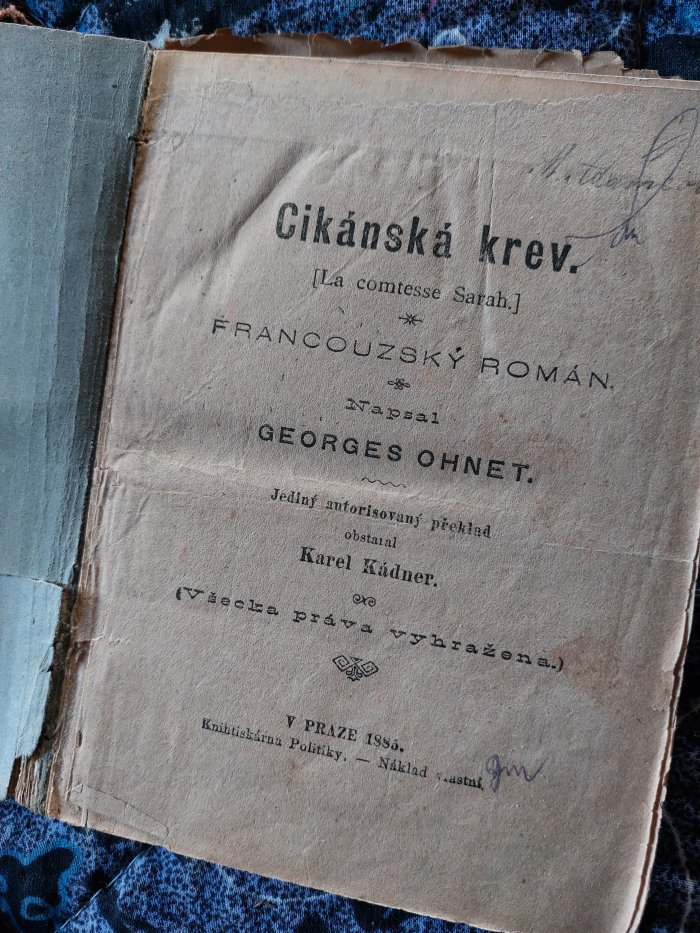 Cikánská krev.
[La comtesse Sarah.]
FRANCOUZSKÝ ROMÁN.
Napsal
GEORGES OHNET.
Jediný autorisovaný překlad
obstaral
Karel Kádner.
(Všecka práva vyhražena.)
V PRAZE 1885.
Knihtiskárna Politiky. — Náklad vlastní.